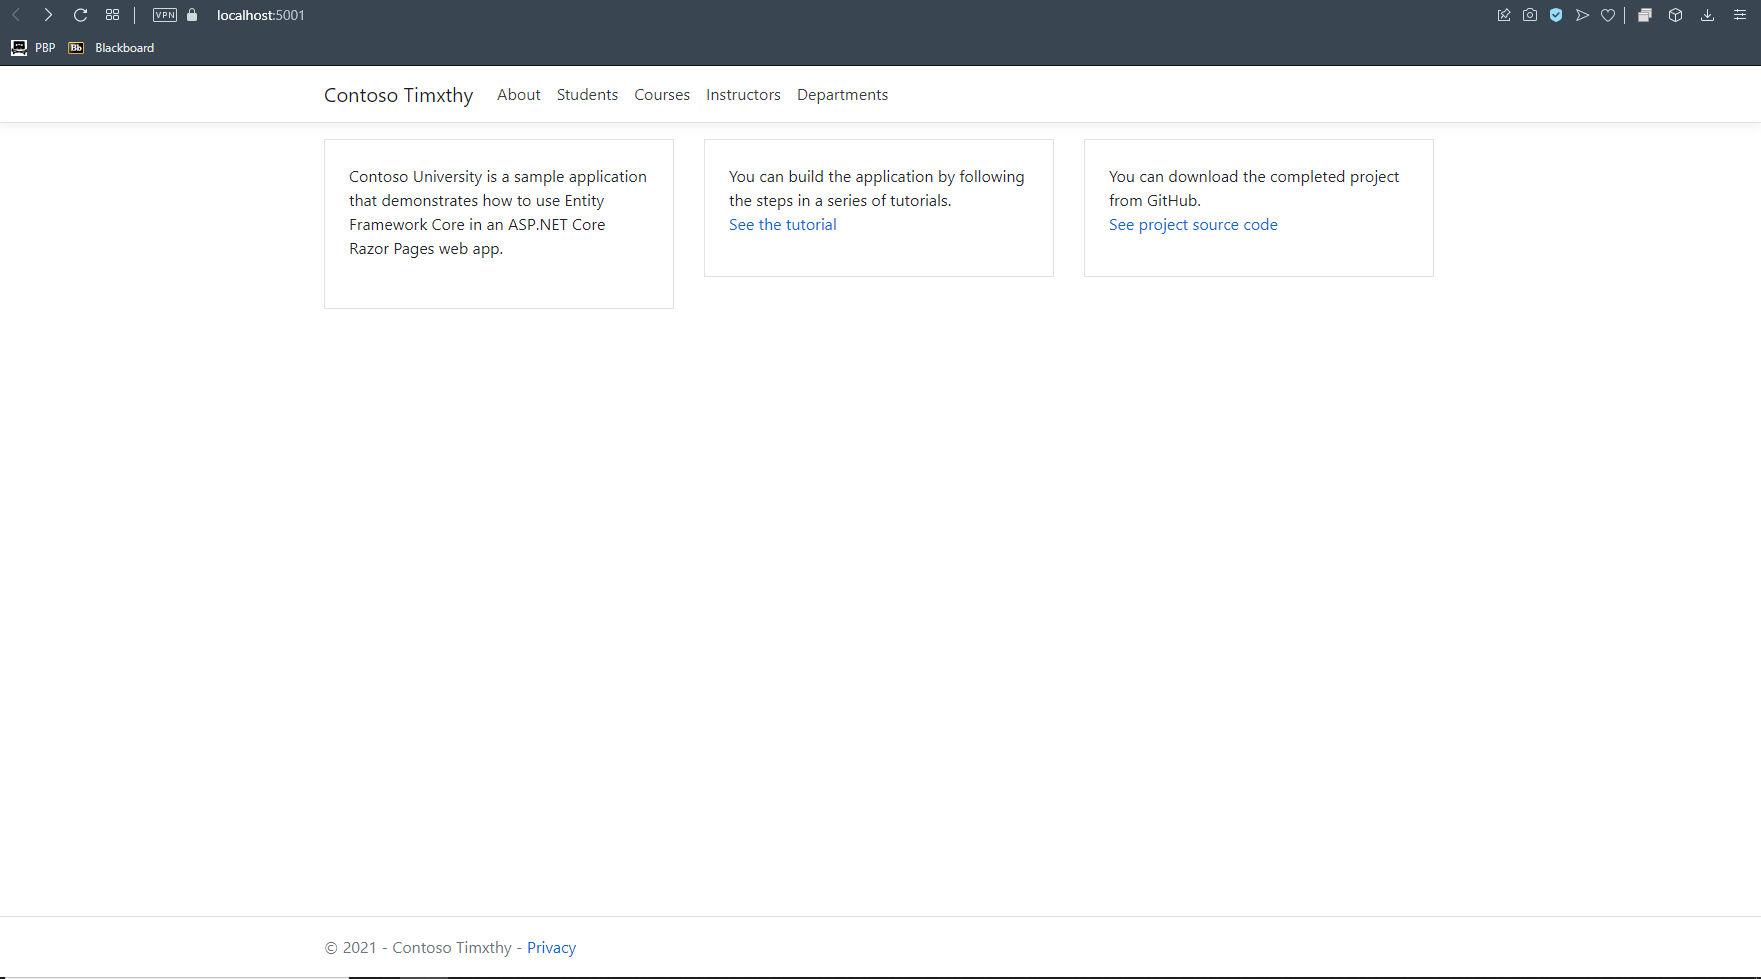 VPN
localhost:5001
PBP
Bb
Blackboard
Contoso Timxthy
About
Students
Courses
Instructors
Departments
Contoso University is a sample application
that demonstrates how to use Entity
Framework Core in an ASP.NET Core
Razor Pages web app.
You can build the application by following
the steps in a series of tutorials.
See the tutorial
You can download the completed project
from GitHub.
See project source code
© 2021 - Contoso Timxthy - Privacy